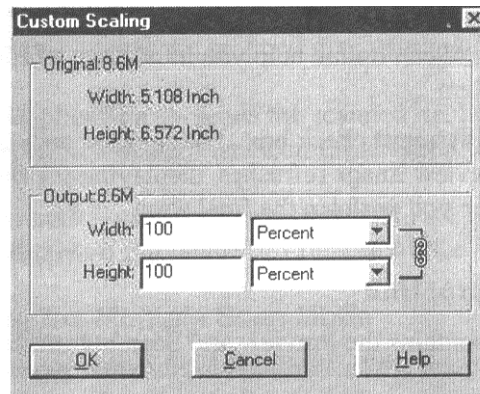 Custom Scaling
Original:8.6M
Width: 5.108 Inch
Height: 6.572 Inch
Output:8.6M
Width: 100 Percent
Height: 100 Percent
OK Cancel Help